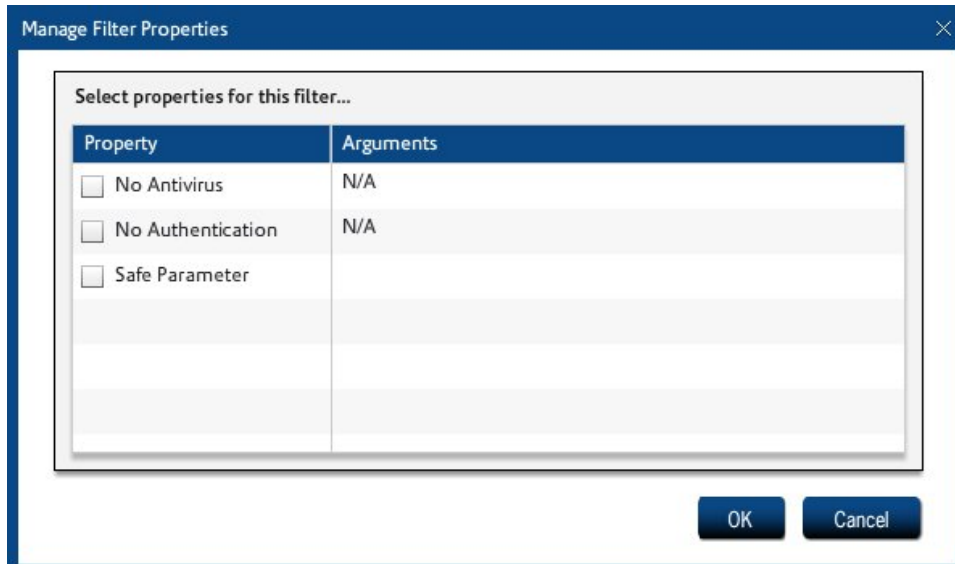 Manage Filter Properties
Select properties for this filter...
Property Arguments
No Antivirus N/A
No Authentication N/A
Safe Parameter
OK Cancel